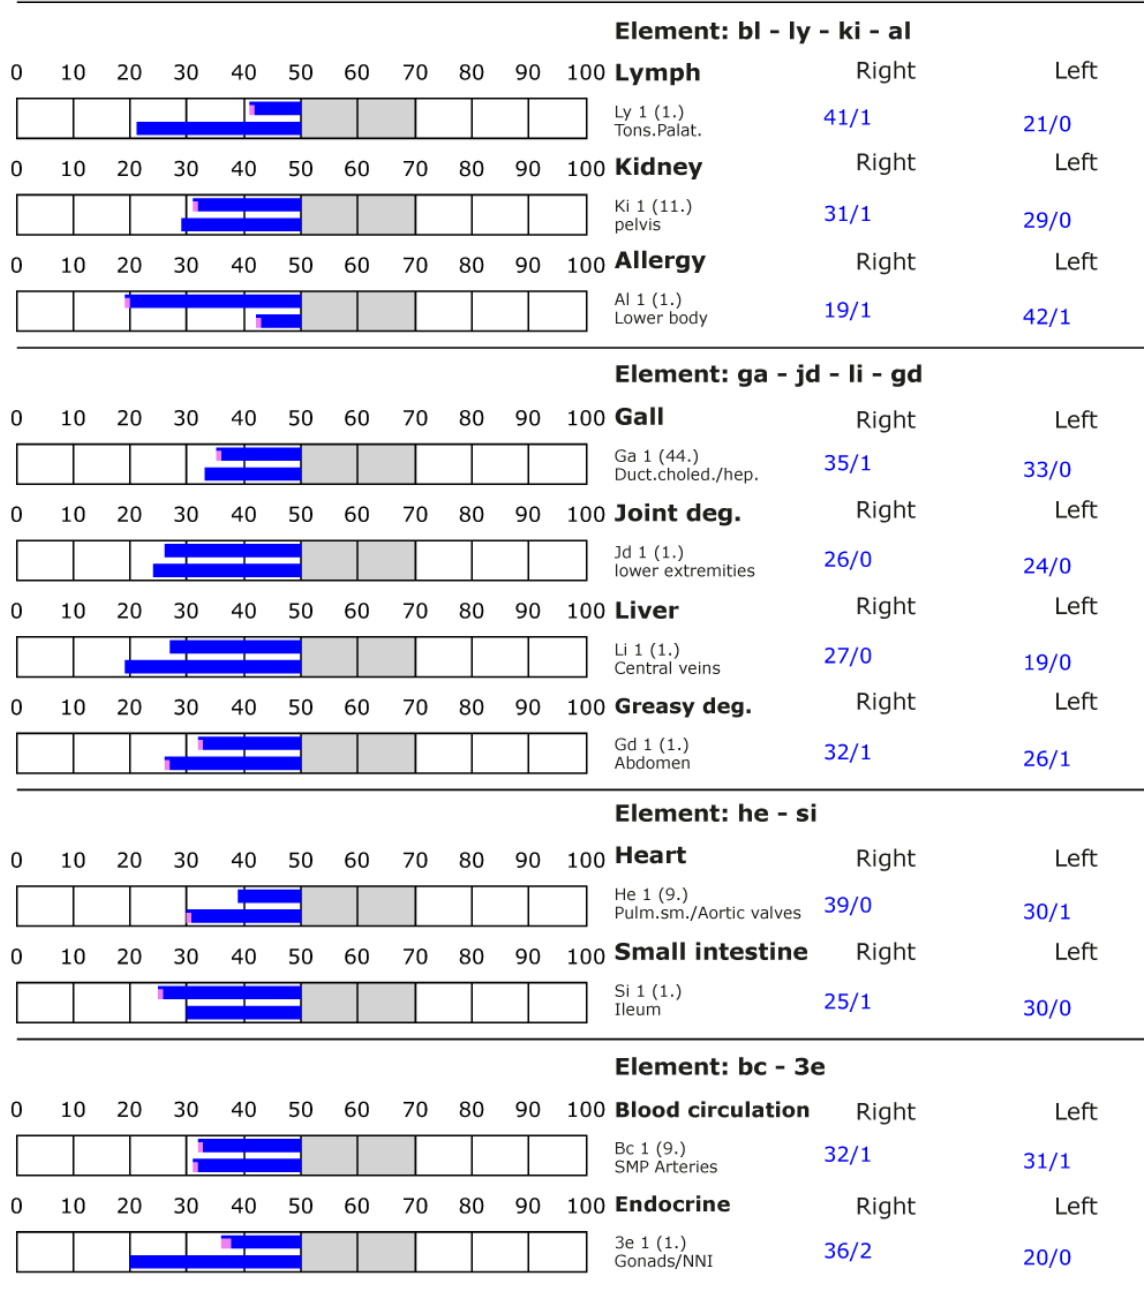 Element: bl - ly - ki - al
0 10 20 30 40 50 60 70 80 90 100 Lymph Right Left
Ly 1 (1.) 41/1 21/0
Tons.Palat.
0 10 20 30 40 50 60 70 80 90 100 Kidney Right Left
Ki 1 (11.) 31/1 29/0
pelvis
0 10 20 30 40 50 60 70 80 90 100 Allergy Right Left
Al 1 (1.) 19/1 42/1
Lower body
Element: ga - jd - li - gd
0 10 20 30 40 50 60 70 80 90 100 Gall Right Left
Ga 1 (44.) 35/1 33/0
Duct.choled./hep.
0 10 20 30 40 50 60 70 80 90 100 Joint deg. Right Left
Jd 1 (1.) 26/0 24/0
lower extremities
0 10 20 30 40 50 60 70 80 90 100 Liver Right Left
Li 1 (1.) 27/0 19/0
Central veins
0 10 20 30 40 50 60 70 80 90 100 Greasy deg. Right Left
Gd 1 (1.) 32/1 26/1
Abdomen
Element: he - si
0 10 20 30 40 50 60 70 80 90 100 Heart Right Left
He 1 (9.) 39/0 30/1
Pulm.sm./Aortic valves
0 10 20 30 40 50 60 70 80 90 100 Small intestine Right Left
Si 1 (1.) 25/1 30/0
Ileum
Element: bc - 3e
0 10 20 30 40 50 60 70 80 90 100 Blood circulation Right Left
Bc 1 (9.) 32/1 31/1
SMP Arteries
0 10 20 30 40 50 60 70 80 90 100 Endocrine Right Left
3e 1 (1.) 36/2 20/0
Gonads/NNI